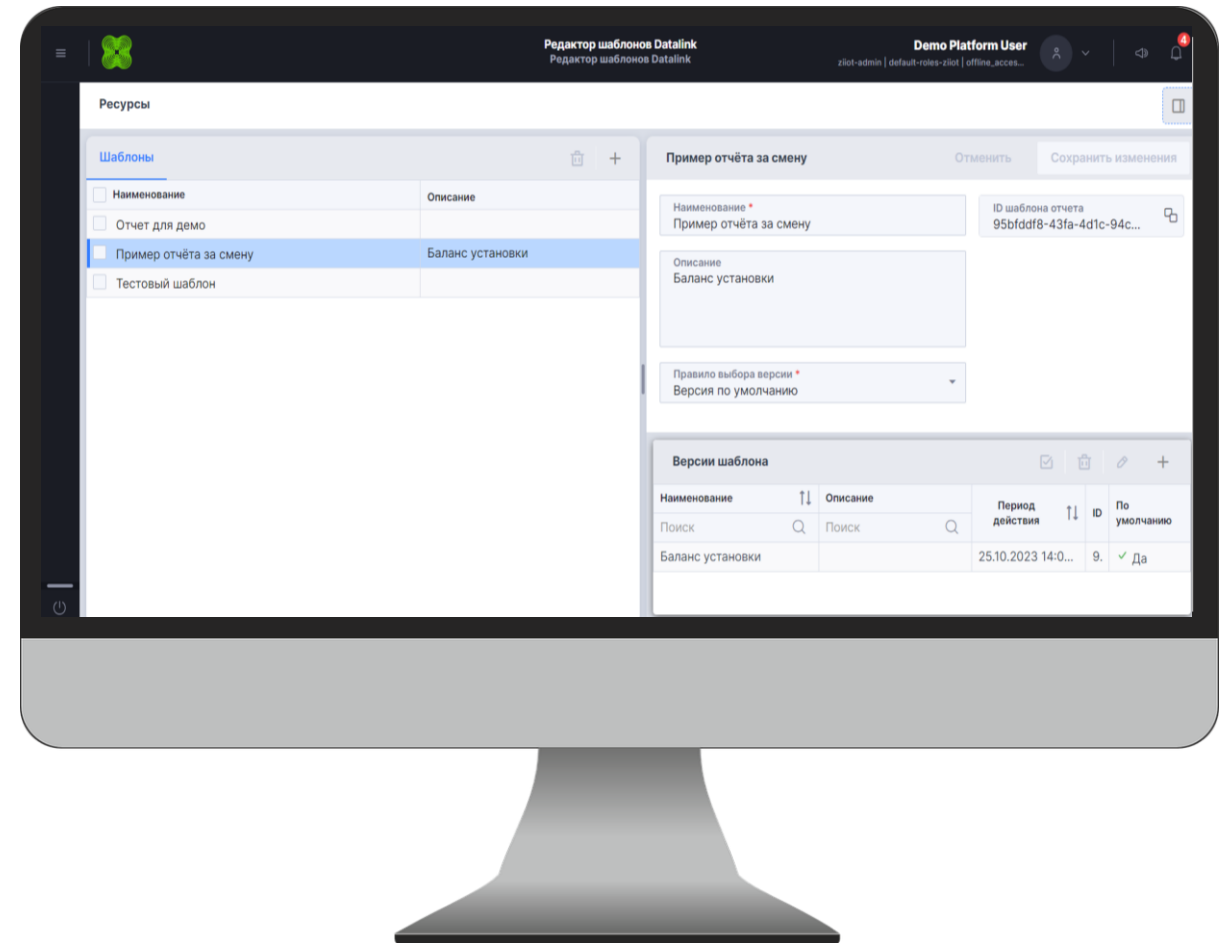 Редактор шаблонов Datalink
Редактор шаблонов Datalink
Demo Platform User
ziiot-admin | default-roles-ziiot | offline_acces...
4
Ресурсы
Шаблоны
Наименование
Описание
Отчет для демо
Пример отчёта за смену
Баланс установки
Тестовый шаблон
Пример отчёта за смену
Отменить
Сохранить изменения
Наименование *
Пример отчёта за смену
ID шаблона отчета
95bfddf8-43fa-4d1c-94c...
Описание
Баланс установки
Правило выбора версии *
Версия по умолчанию
Версии шаблона
Наименование
Описание
Период действия
ID
По умолчанию
Поиск
Поиск
Баланс установки
25.10.2023 14:0...
9.
Да